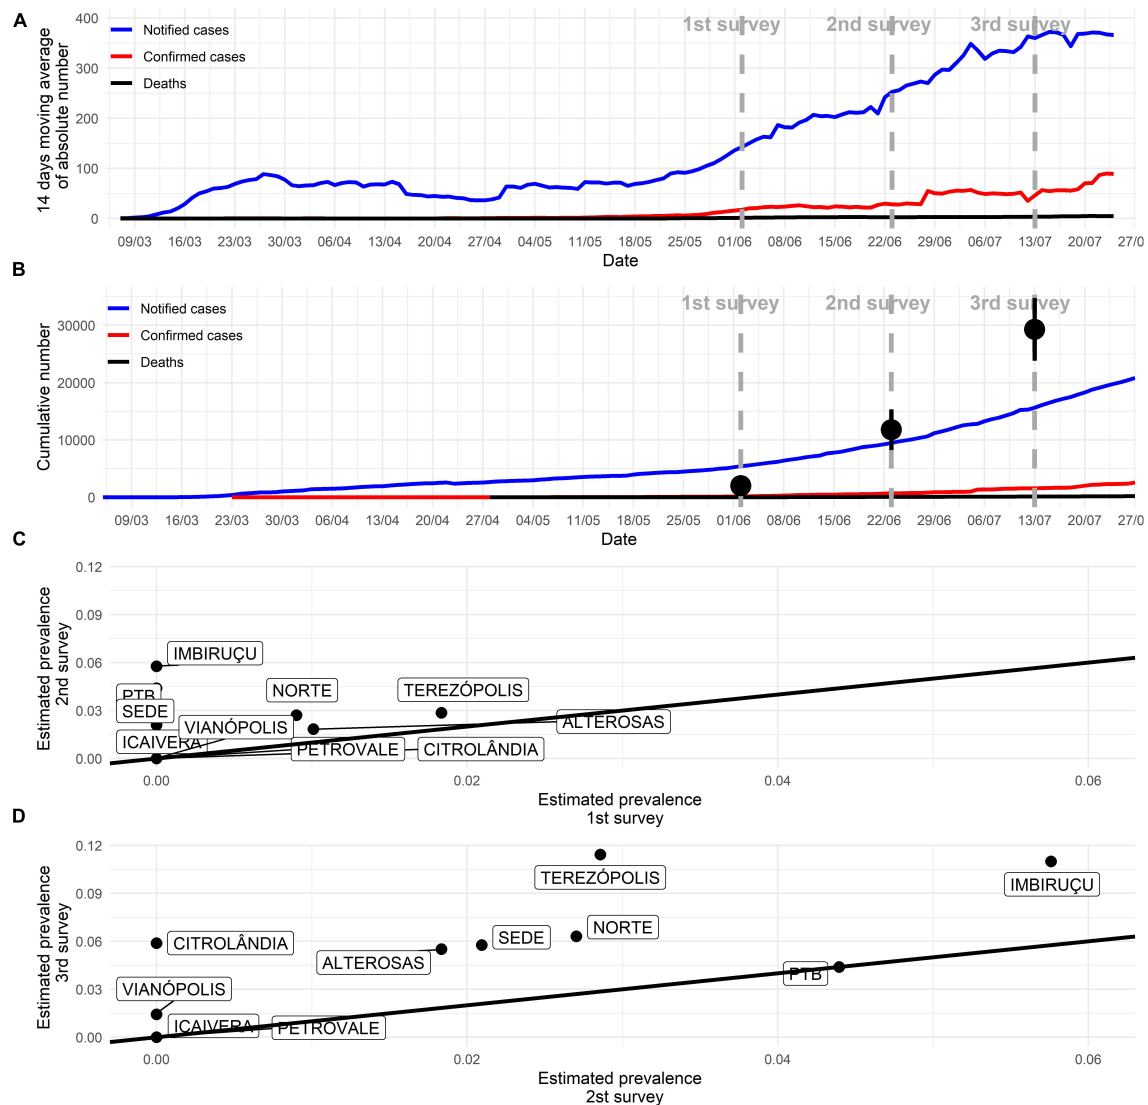 A
14 days moving average
of absolute number
400
300
200
100
0
Notified cases
Confirmed cases
Deaths
1st survey
2nd survey
3rd survey
09/03 16/03 23/03 30/03 06/04 13/04 20/04 27/04 04/05 11/05 18/05 25/05 01/06 08/06 15/06 22/06 29/06 06/07 13/07 20/07 27/0
Date
B
Cumulative number
30000
20000
10000
0
Notified cases
Confirmed cases
Deaths
1st survey
2nd survey
3rd survey
09/03 16/03 23/03 30/03 06/04 13/04 20/04 27/04 04/05 11/05 18/05 25/05 01/06 08/06 15/06 22/06 29/06 06/07 13/07 20/07 27/0
Date
C
Estimated prevalence
2nd survey
0.12
0.09
0.06
0.03
0.00
IMBIRUÇU
PTB
SEDE
NORTE
TEREZÓPOLIS
VIANÓPOLIS
ALTEROSAS
ICAIVERA
PETROVALE
CITROLÂNDIA
0.00 0.02 0.04 0.06
Estimated prevalence
1st survey
D
Estimated prevalence
3rd survey
0.12
0.09
0.06
0.03
0.00
TEREZÓPOLIS
IMBIRUÇU
CITROLÂNDIA
SEDE
NORTE
ALTEROSAS
PTB
VIANÓPOLIS
ICAIVERA
PETROVALE
0.00 0.02 0.04 0.06
Estimated prevalence
2st survey